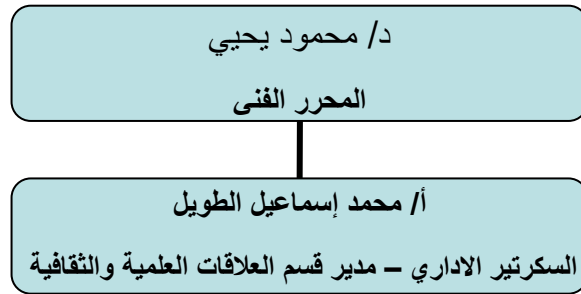 د/ محمود يحيي
المحرر الفنى
أ/ محمد إسماعيل الطويل
السكرتير الاداري – مدير قسم العلاقات العلمية والثقافية